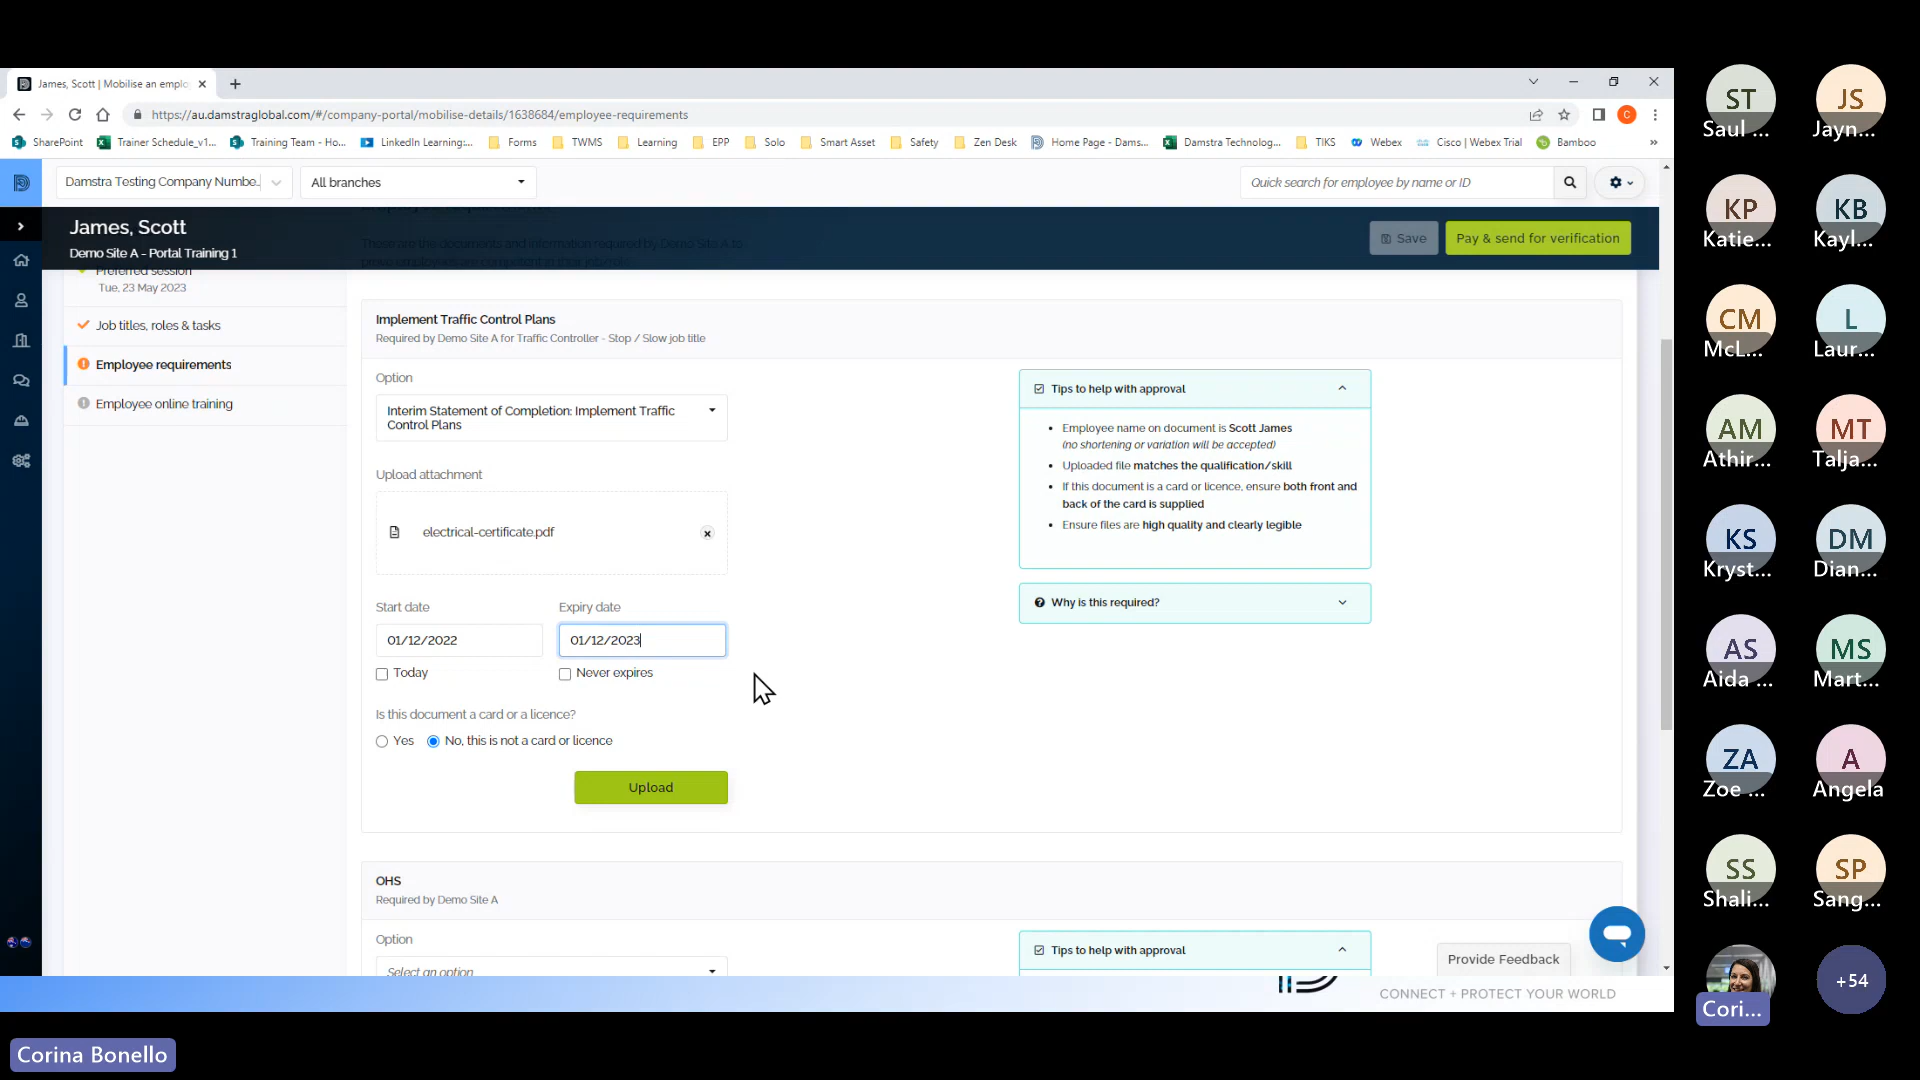 James, Scott | Mobilise an emplo
https://au.damstraglobal.com/#/company-portal/mobilise-details/1638684/employee-requirements
C
SharePoint
Trainer Schedule_v1...
Training Team - Ho...
LinkedIn Learning:...
Forms
TWMS
Learning
EPP
Solo
Smart Asset
Safety
Zen Desk
Home Page - Dams...
Damstra Technolog...
TIKS
Webex
Cisco | Webex Trial
Bamboo
»
Damstra Testing Company Numbe..
All branches
Quick search for employee by name or ID
James, Scott
Demo Site A - Portal Training 1
These are the documents and information required by Demo Site A to
Save
Pay & send for verification
Preferred session
Tue, 23 May 2023
Job titles, roles & tasks
Employee requirements
Employee online training
Implement Traffic Control Plans
Required by Demo Site A for Traffic Controller - Stop / Slow job title
Option
Interim Statement of Completion: Implement Traffic
Control Plans
Upload attachment
electrical-certificate.pdf
Start date
Expiry date
01/12/2022
01/12/2023
Today
Never expires
Is this document a card or a licence?
Yes
No, this is not a card or licence
Upload
Tips to help with approval
• Employee name on document is Scott James
(no shortening or variation will be accepted)
• Uploaded file matches the qualification/skill
• If this document is a card or licence, ensure both front and
back of the card is supplied
• Ensure files are high quality and clearly legible
Why is this required?
OHS
Required by Demo Site A
Option
Select an option
Tips to help with approval
Provide Feedback
CONNECT + PROTECT YOUR WORLD
Corina Bonello
ST
Saul ...
JS
Jayn...
KP
Katie...
KB
Kayl...
CM
McL...
L
Laur...
AM
Athir...
MT
Talja...
KS
Kryst...
DM
Dian...
AS
Aida ...
MS
Mart...
ZA
Zoe ...
A
Angela
SS
Shali...
SP
Sang...
Cori...
+54